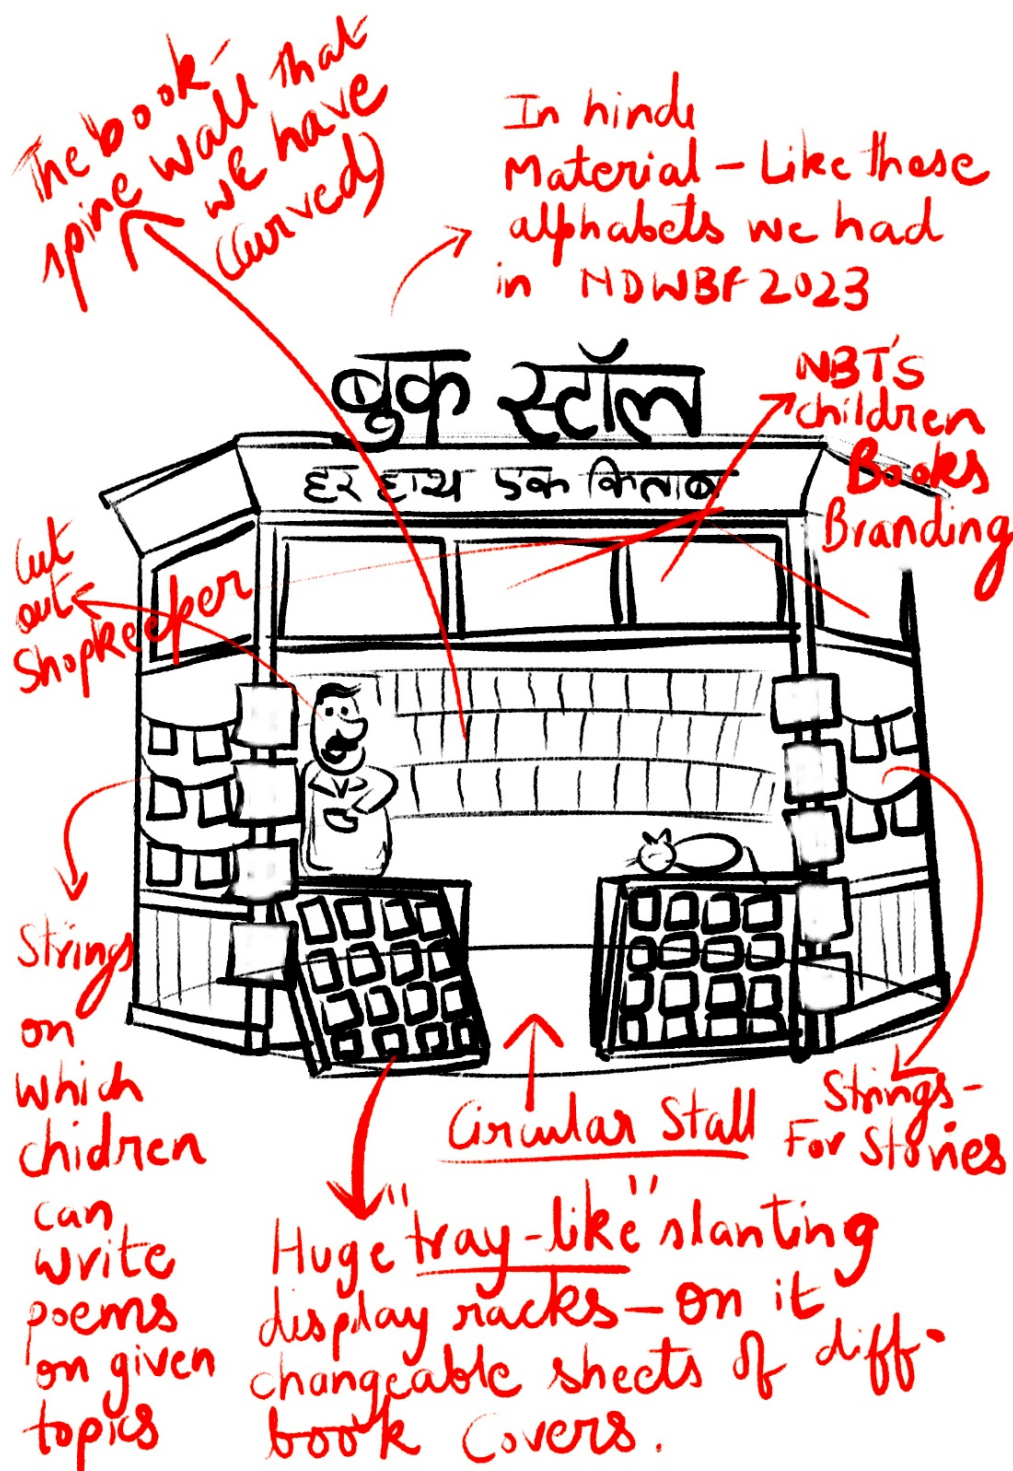 The book-
spine wall that
we have
(curved)
In hindi
Material - Like these
alphabets we had
in NDWBF 2023
बुक स्टॉल
हर हाथ एक किताब
NBT'S
children
Books
Branding
Cut
out
Shopkeeper
Strings
on
which
chidren
can
write
poems
on given
topics
Circular Stall
Strings-
For Stories
Huge "tray-like" slanting
display racks - on it
changeable sheets of diff.
book covers.